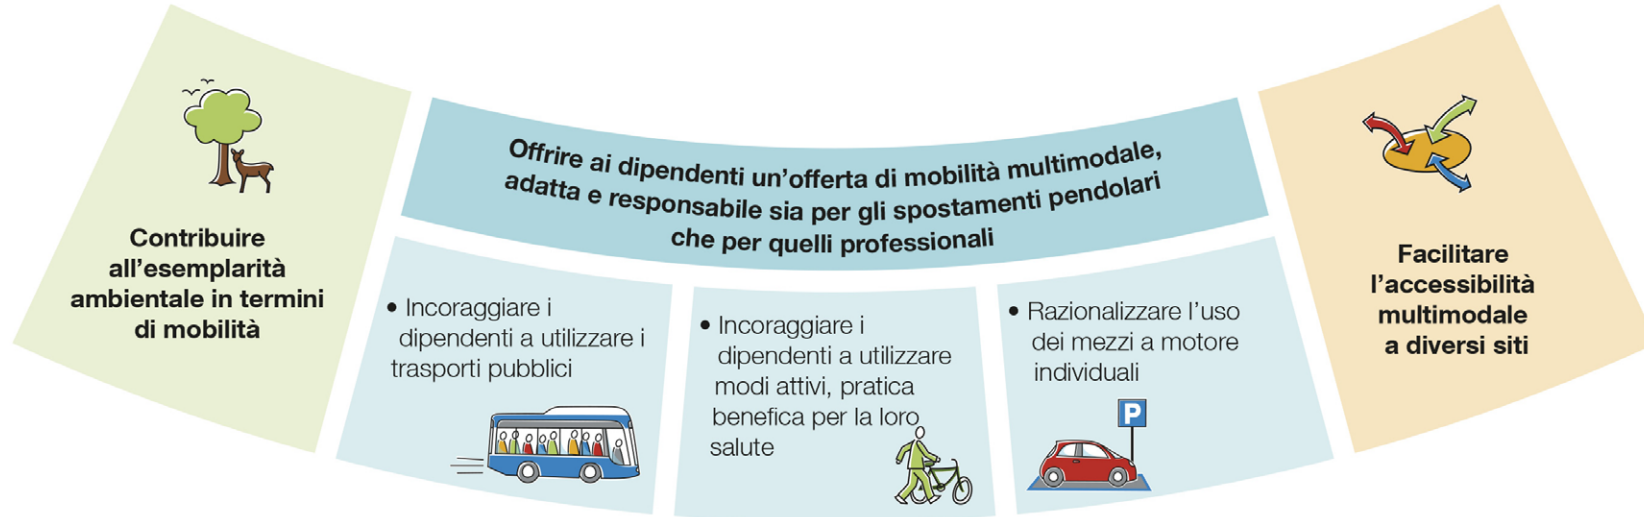 Contribuire
all'esemplarità
ambientale in termini
di mobilità
Offrire ai dipendenti un'offerta di mobilità multimodale,
adatta e responsabile sia per gli spostamenti pendolari
che per quelli professionali
• Incoraggiare i
dipendenti a utilizzare i
trasporti pubblici
• Incoraggiare i
dipendenti a utilizzare
modi attivi, pratica
benefica per la loro
salute
• Razionalizzare l'uso
dei mezzi a motore
individuali
P
Facilitare
l'accessibilità
multimodale
a diversi siti